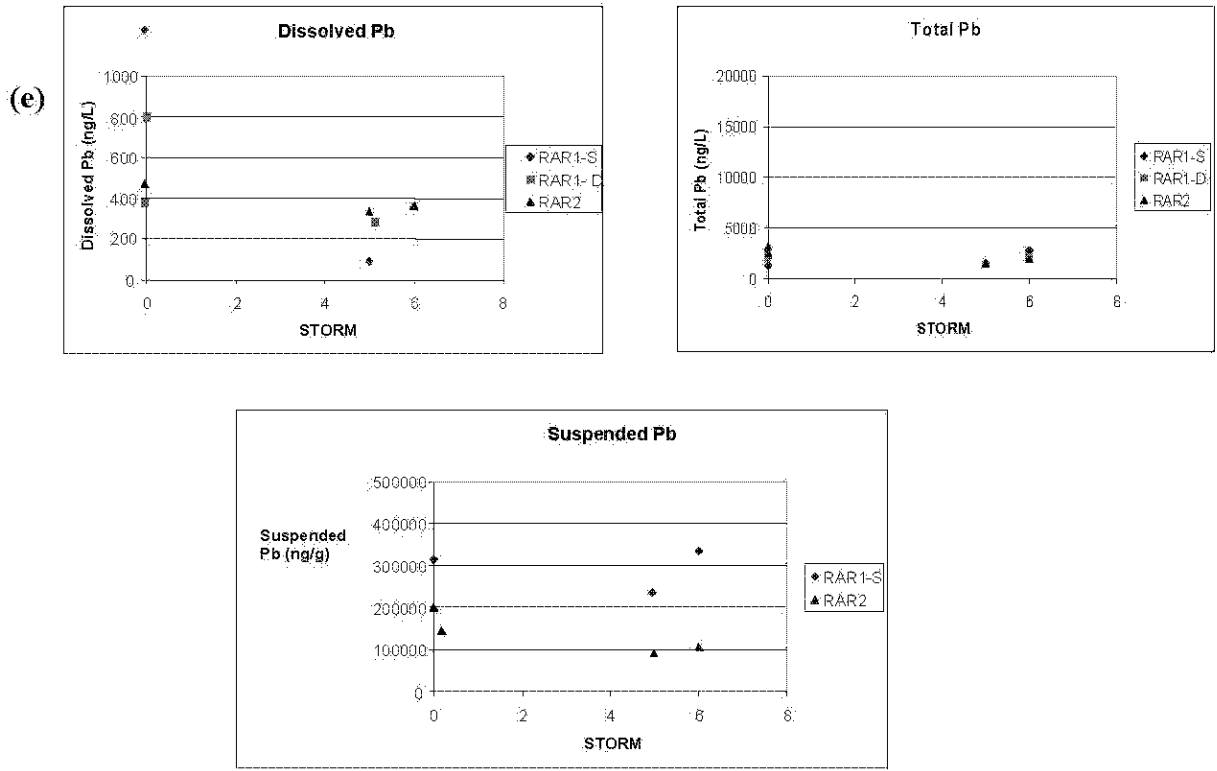 (e)
Dissolved Pb
Dissolved Pb (ng/L)
1000
800
600
400
200
0
0 2 4 6 8
STORM
RAR1-S
RAR1-D
RAR2
Total Pb
Total Pb (ng/L)
20000
15000
10000
5000
0
0 2 4 6 8
STORM
RAR1-S
RAR1-D
RAR2
Suspended Pb
Suspended
Pb (ng/g)
500000
400000
300000
200000
100000
0
0 2 4 6 8
STORM
RAR1-S
RAR2